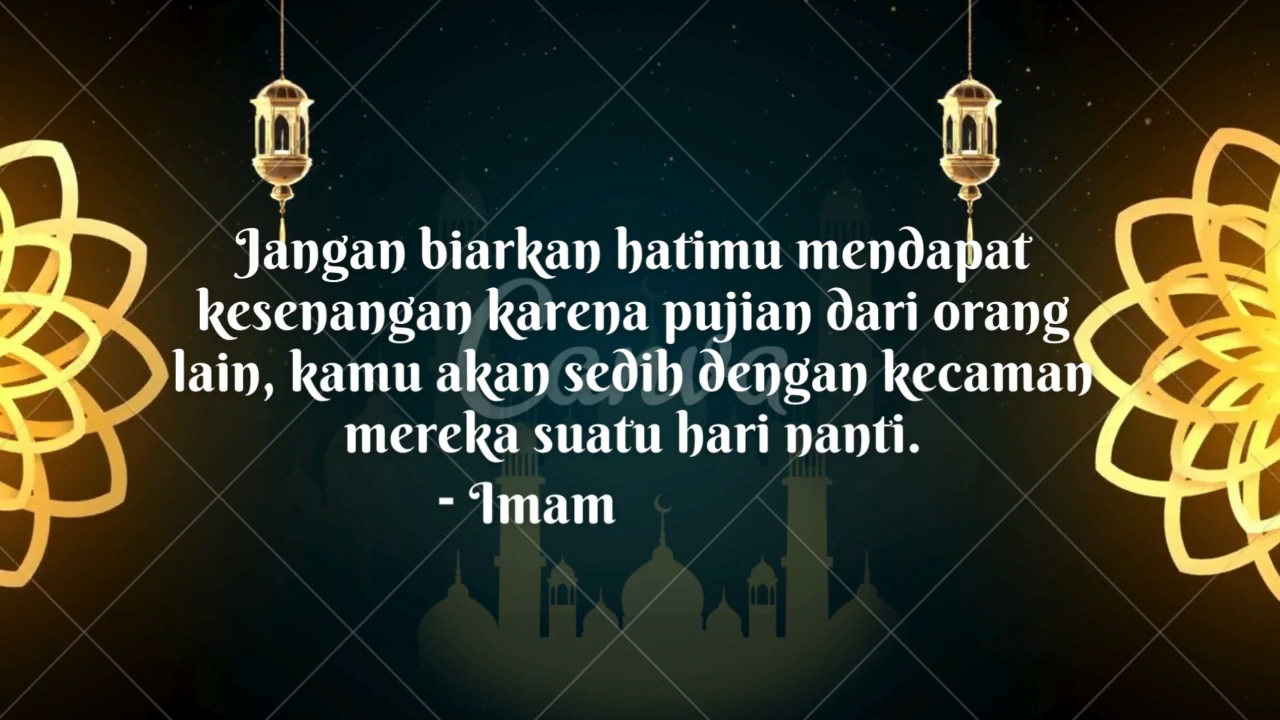 Jangan biarkan hatimu mendapat
kesenangan karena pujian dari orang
lain, kamu akan sedih dengan kecaman
mereka suatu hari nanti.
- Imam
Canva